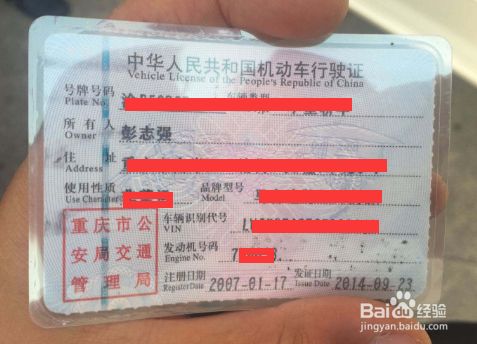 中华人民共和国机动车行驶证
Vehicle License of the People's Republic of China
号牌号码 车辆类型
Plate No.
所有人 彭志强
Owner
住址
Address
使用性质 品牌型号
Use Character
重庆市公
安局交通
管理局
车辆识别代号
VIN
发动机号码
Engine No.
注册日期 2007-01-17 发证日期 2014-09-23
Register Date Issue Date
Baidu经验
jingyan.baidu.com